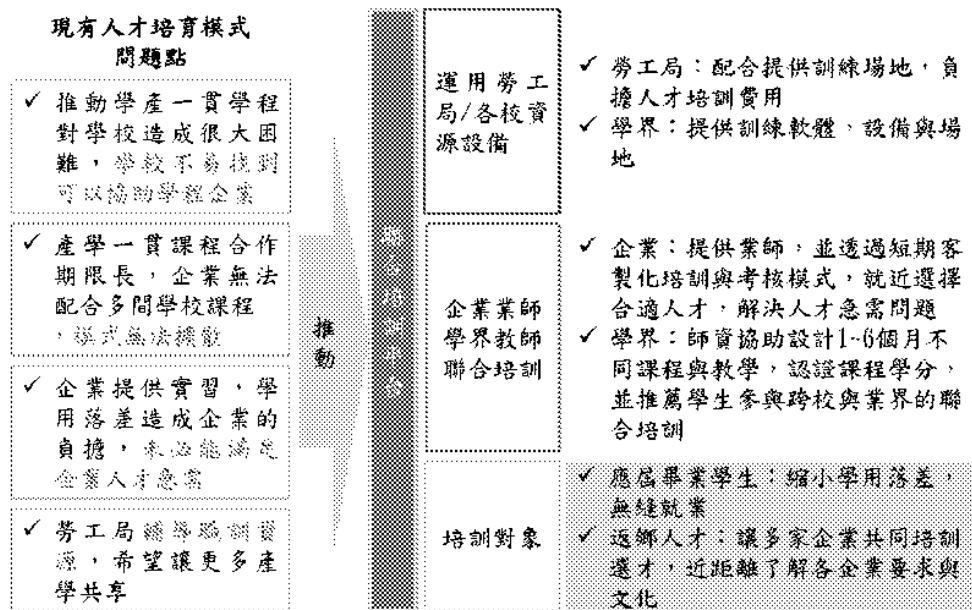 現有人才培育模式
問題點
✓ 推動學產一貫學程
對學校造成很大困
難，學校不易找到
可以協助學程企業
✓ 產學一貫課程合作
期限長，企業無法
配合多間學校課程
，模式無法擴散
✓ 企業提供實習，學
用落差造成企業的
負擔，未必能滿足
企業人才急需
✓ 勞工局輔導職訓資
源，希望讓更多產
學共享
推
動
運用勞工
局/各校資
源設備
✓ 勞工局：配合提供訓練場地，負
擔人才培訓費用
✓ 學界：提供訓練軟體、設備與場
地
企業業師
學界教師
聯合培訓
✓ 企業：提供業師，並透過短期客
製化培訓與考核模式，就近選擇
合適人才，解決人才急需問題
✓ 學界：師資協助設計1~6個月不
同課程與教學，認證課程學分，
並推薦學生參與跨校與業界的聯
合培訓
培訓對象
✓ 應屆畢業學生：縮小學用落差，
無縫就業
✓ 返鄉人才：讓多家企業共同培訓
選才，近距離了解各企業要求與
文化